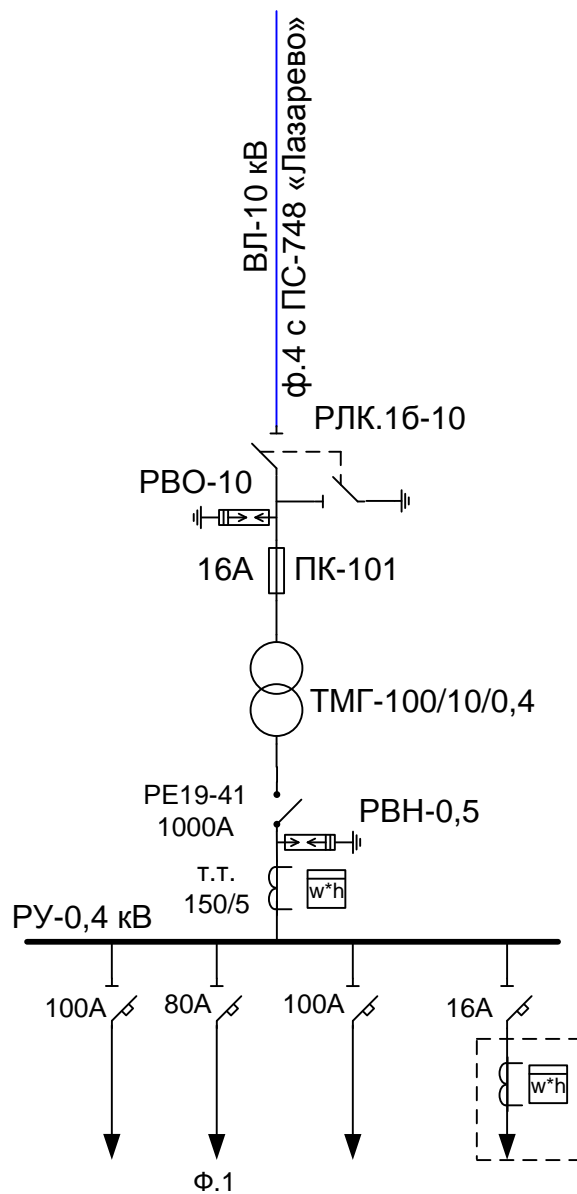 ВЛ-10 кВ
ф.4 с ПС-748 «Лазарево»
РЛК.1б-10
РВО-10
16А
ПК-101
ТМГ-100/10/0,4
РЕ19-41
1000А
РВН-0,5
т.т.
150/5
w*h
РУ-0,4 кВ
100А
80А
100А
16А
w*h
Ф.1